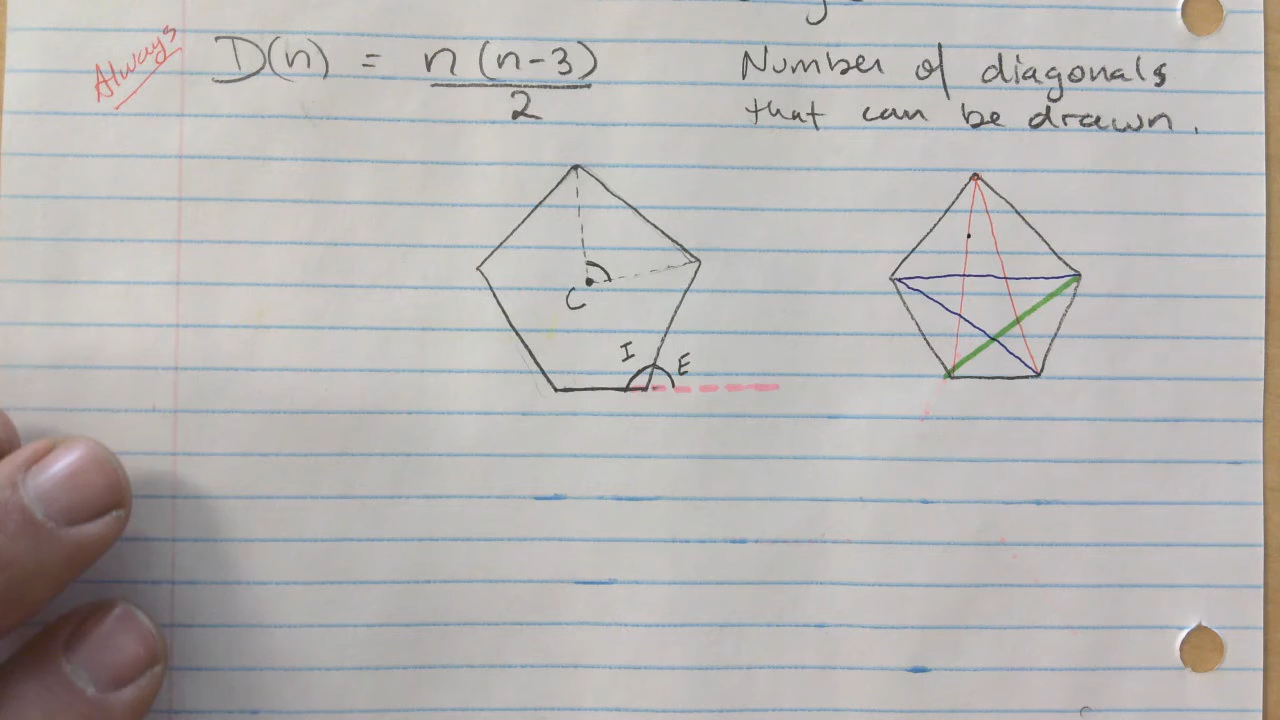 Always D(n) = n(n-3)/2 Number of diagonals
that can be drawn.
C
I E